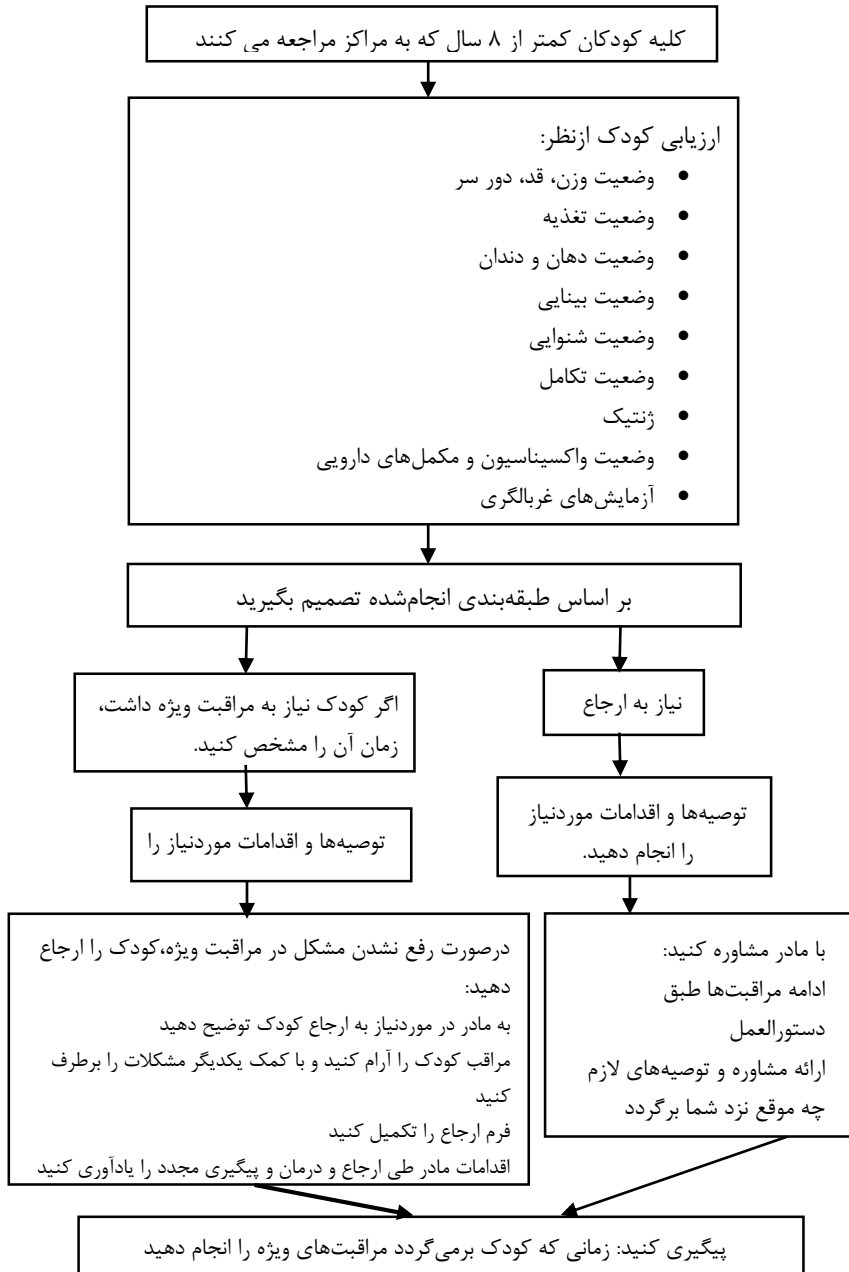 کلیه کودکان کمتر از ۸ سال که به مراکز مراجعه می کنند
ارزیابی کودک ازنظر:
• وضعیت وزن، قد، دور سر
• وضعیت تغذیه
• وضعیت دهان و دندان
• وضعیت بینایی
• وضعیت شنوایی
• وضعیت تکامل
• ژنتیک
• وضعیت واکسیناسیون و مکمل‌های دارویی
• آزمایش‌های غربالگری
بر اساس طبقه‌بندی انجام‌شده تصمیم بگیرید
نیاز به ارجاع
توصیه‌ها و اقدامات موردنیاز
را انجام دهید.
با مادر مشاوره کنید:
ادامه مراقبت‌ها طبق
دستورالعمل
ارائه مشاوره و توصیه‌های لازم
چه موقع نزد شما برگردد
اگر کودک نیاز به مراقبت ویژه داشت،
زمان آن را مشخص کنید.
توصیه‌ها و اقدامات موردنیاز را
درصورت رفع نشدن مشکل در مراقبت ویژه،کودک را ارجاع
دهید:
به مادر در موردنیاز به ارجاع کودک توضیح دهید
مراقب کودک را آرام کنید و با کمک یکدیگر مشکلات را برطرف
کنید
فرم ارجاع را تکمیل کنید
اقدامات مادر طی ارجاع و درمان و پیگیری مجدد را یادآوری کنید
پیگیری کنید: زمانی که کودک برمی‌گردد مراقبت‌های ویژه را انجام دهید